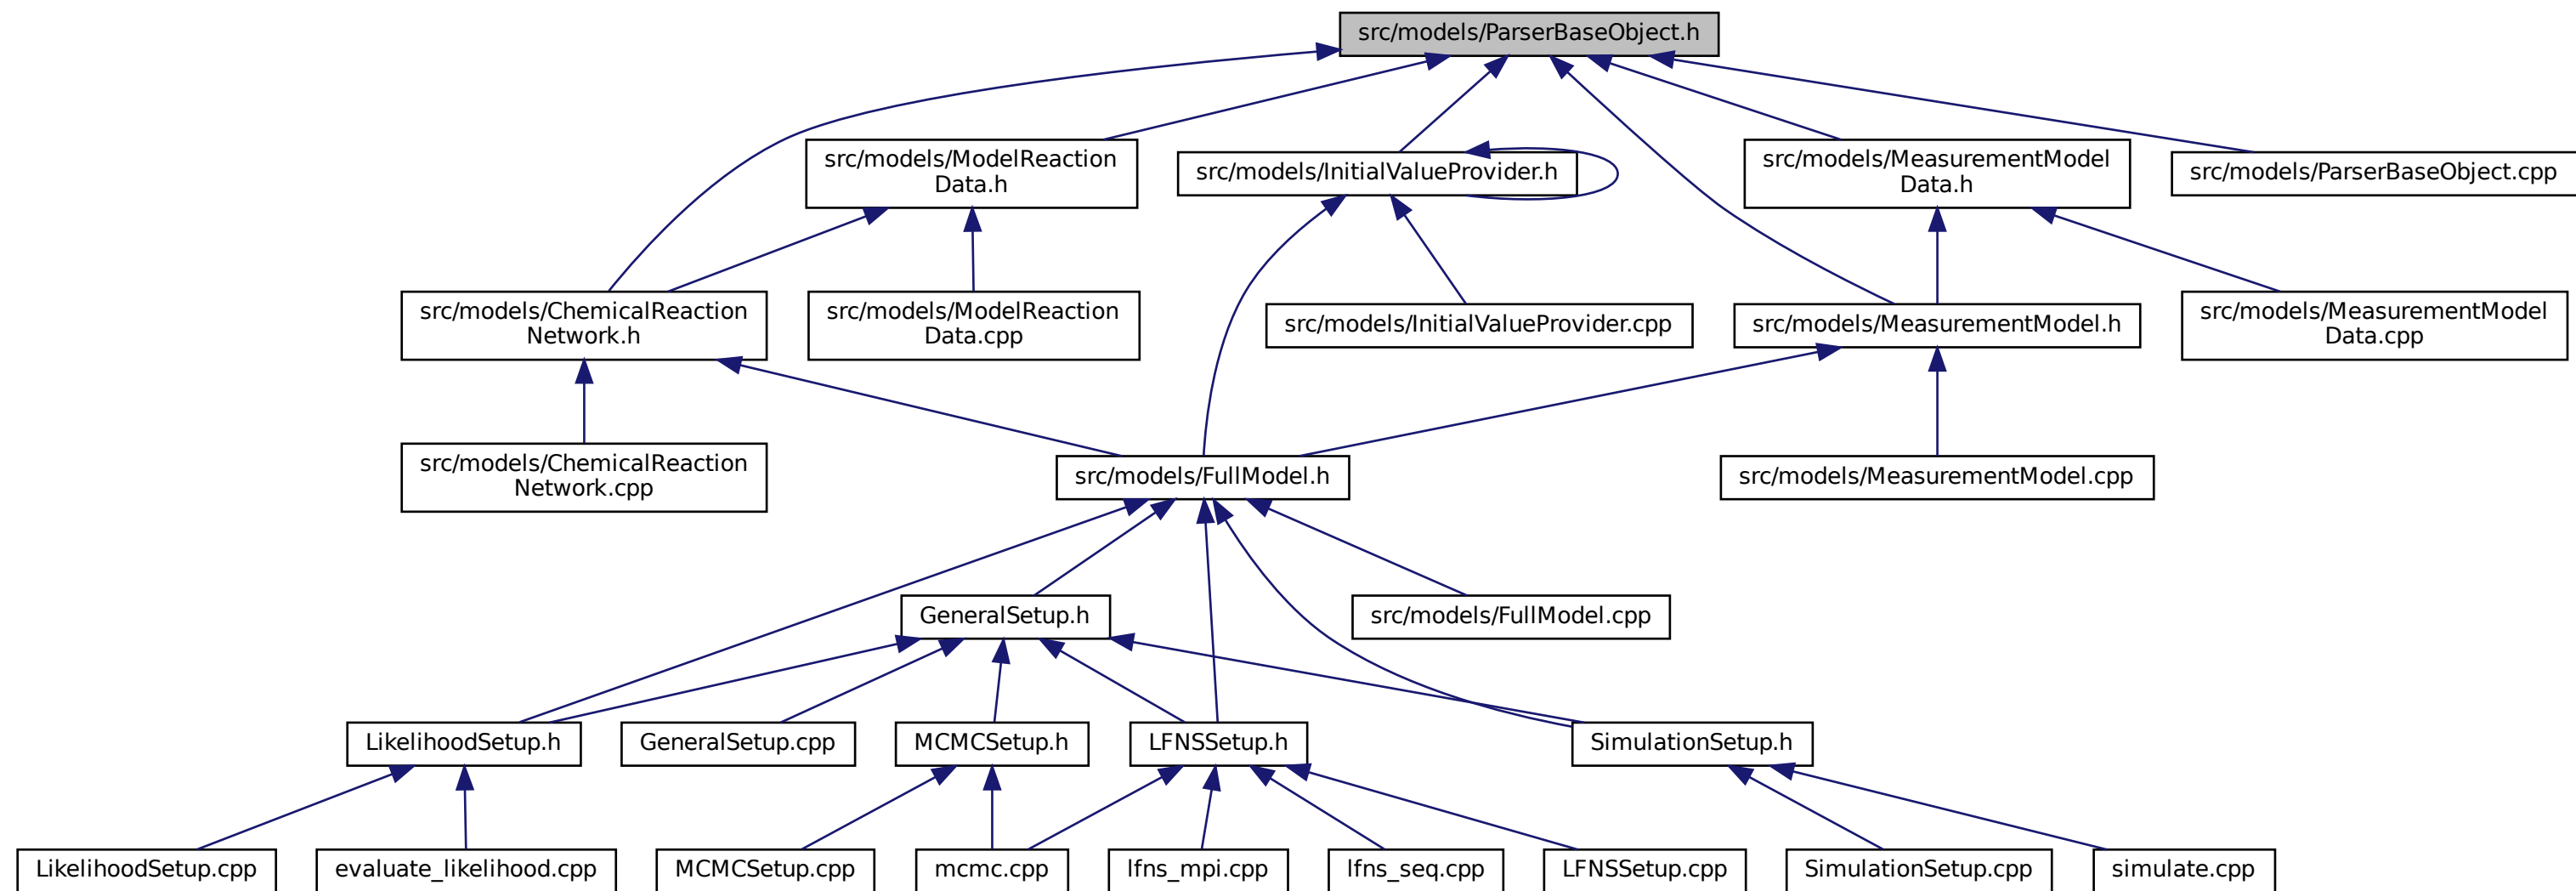 src/models/ParserBaseObject.h
src/models/ModelReaction
Data.h
src/models/InitialValueProvider.h
src/models/MeasurementModel
Data.h
src/models/ParserBaseObject.cpp
src/models/ChemicalReaction
Network.h
src/models/ModelReaction
Data.cpp
src/models/InitialValueProvider.cpp
src/models/MeasurementModel.h
src/models/MeasurementModel
Data.cpp
src/models/ChemicalReaction
Network.cpp
src/models/FullModel.h
src/models/MeasurementModel.cpp
GeneralSetup.h
src/models/FullModel.cpp
LikelihoodSetup.h
GeneralSetup.cpp
MCMCSetup.h
LFNSSetup.h
SimulationSetup.h
LikelihoodSetup.cpp
evaluate_likelihood.cpp
MCMCSetup.cpp
mcmc.cpp
lfns_mpi.cpp
lfns_seq.cpp
LFNSSetup.cpp
SimulationSetup.cpp
simulate.cpp